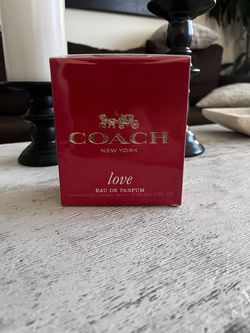 COACH
NEW YORK
love
EAU DE PARFUM